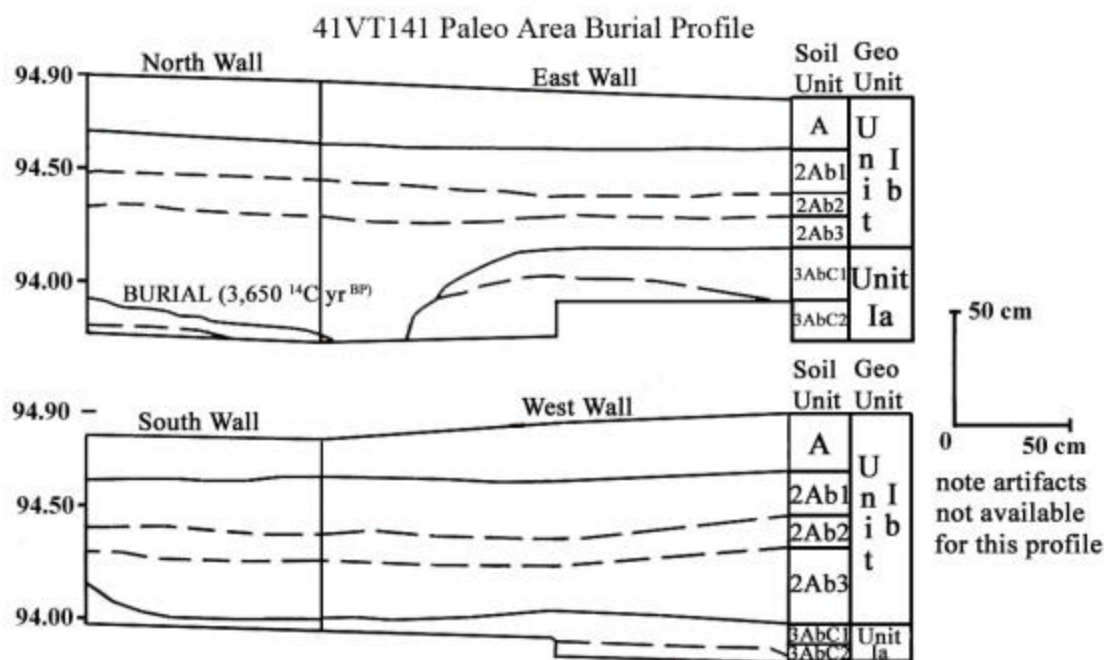 41VT141 Paleo Area Burial Profile
North Wall
East Wall
Soil Unit
Geo Unit
94.90
94.50
94.00
A
2Ab1
2Ab2
2Ab3
3AbC1
3AbC2
Unit Ib
Unit Ia
BURIAL (3,650 ¹⁴C yr ᴮᴾ)
South Wall
West Wall
Soil Unit
Geo Unit
94.90
94.50
94.00
A
2Ab1
2Ab2
2Ab3
3AbC1
3AbC2
Unit Ib
Unit Ia
50 cm
0
50 cm
note artifacts
not available
for this profile